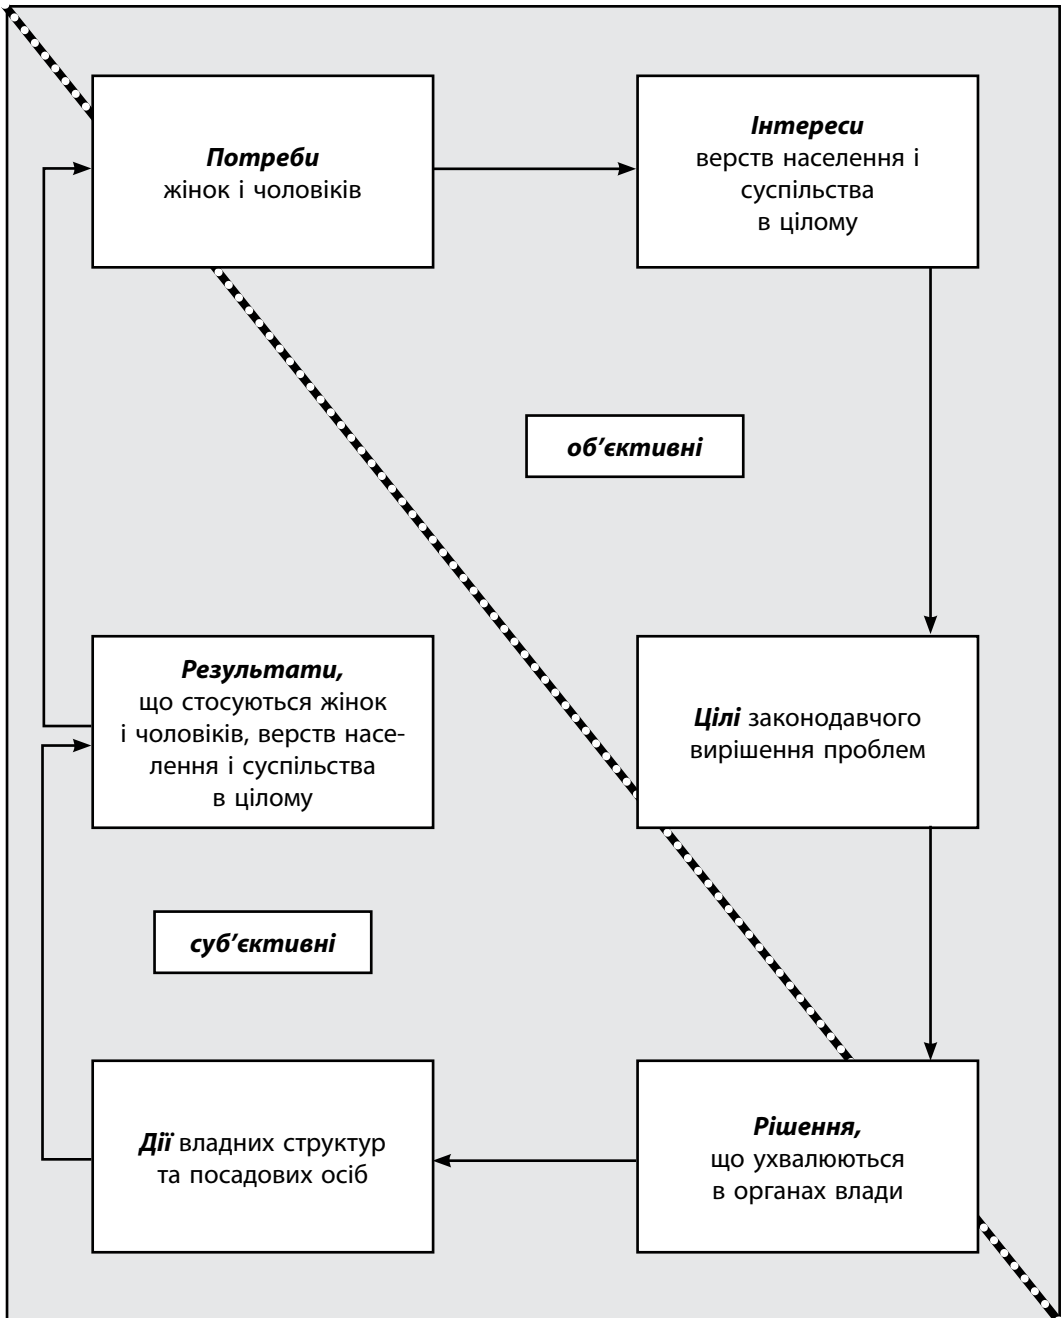 Потреби
жінок і чоловіків
Інтереси
верств населення і
суспільства
в цілому
об’єктивні
Результати,
що стосуються жінок
і чоловіків, верств насе-
лення і суспільства
в цілому
Цілі законодавчого
вирішення проблем
суб’єктивні
Дії владних структур
та посадових осіб
Рішення,
що ухвалюються
в органах влади